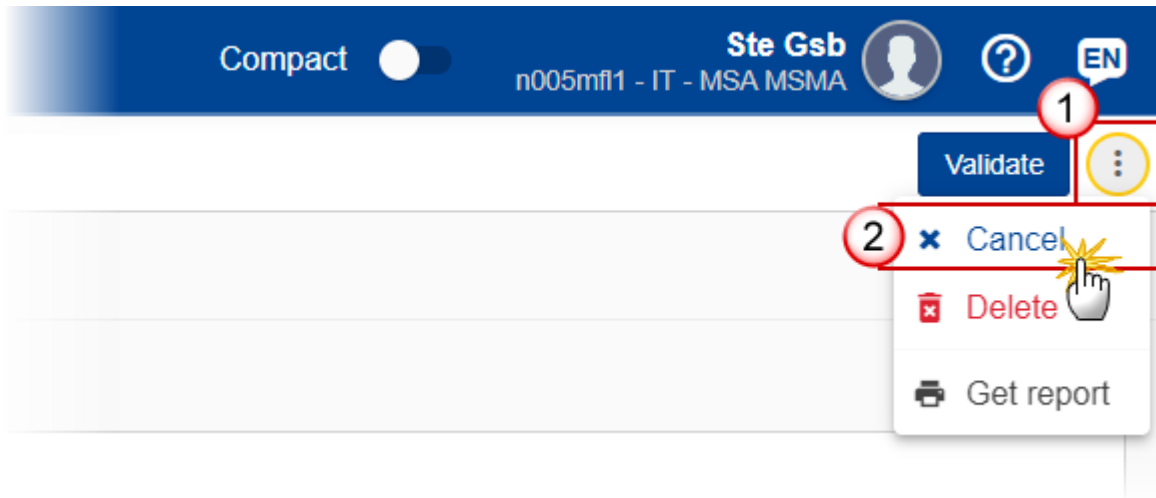 Compact
Ste Gsb
n005mfl1 - IT - MSA MSMA
EN
1
Validate
2
Cancel
Delete
Get report